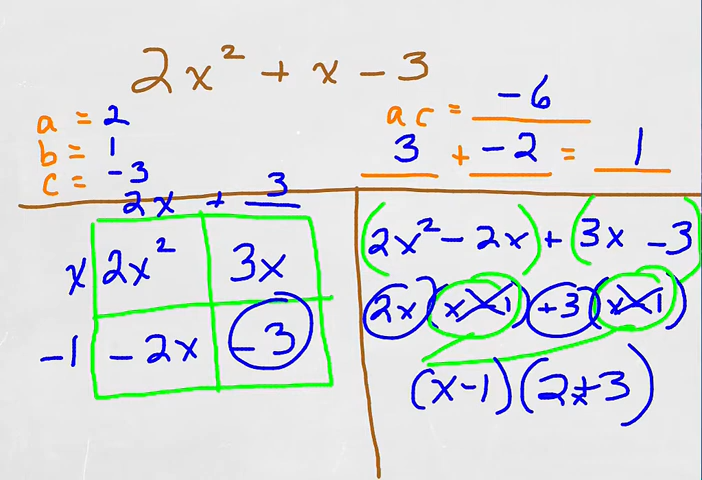 2x² + x - 3
a = 2
b = 1
c = -3
ac = -6
3 + -2 = 1
2x + 3
x 2x² 3x
-1 -2x -3
(2x² - 2x) + (3x - 3)
2x(x-1) +3(x-1)
(x-1)(2x+3)